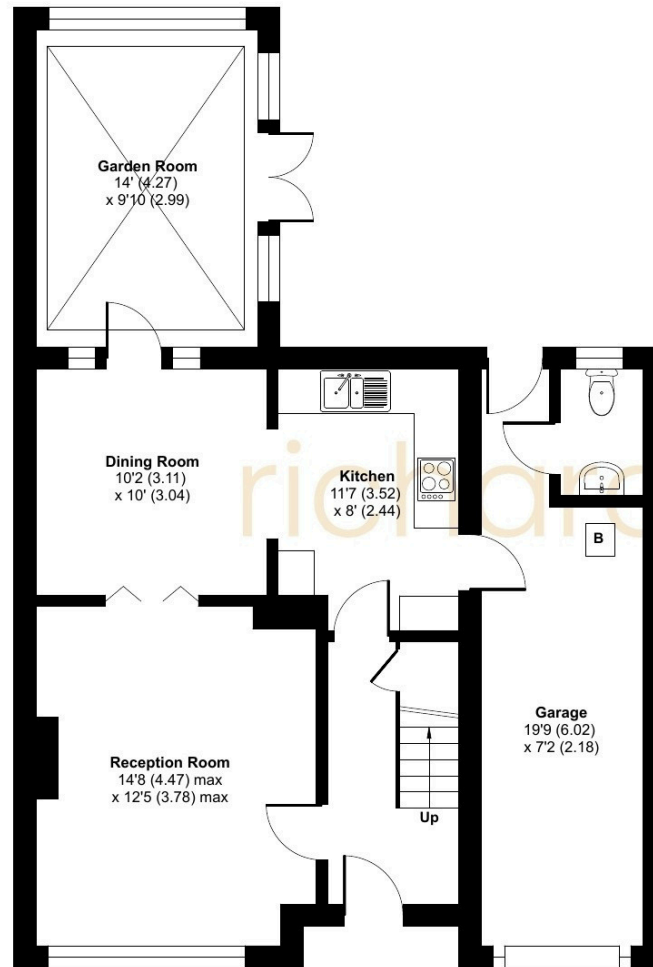 Garden Room
14' (4.27)
x 9'10 (2.99)
Dining Room
10'2 (3.11)
x 10' (3.04)
Kitchen
11'7 (3.52)
x 8' (2.44)
richard
B
Garage
19'9 (6.02)
x 7'2 (2.18)
Reception Room
14'8 (4.47) max
x 12'5 (3.78) max
Up